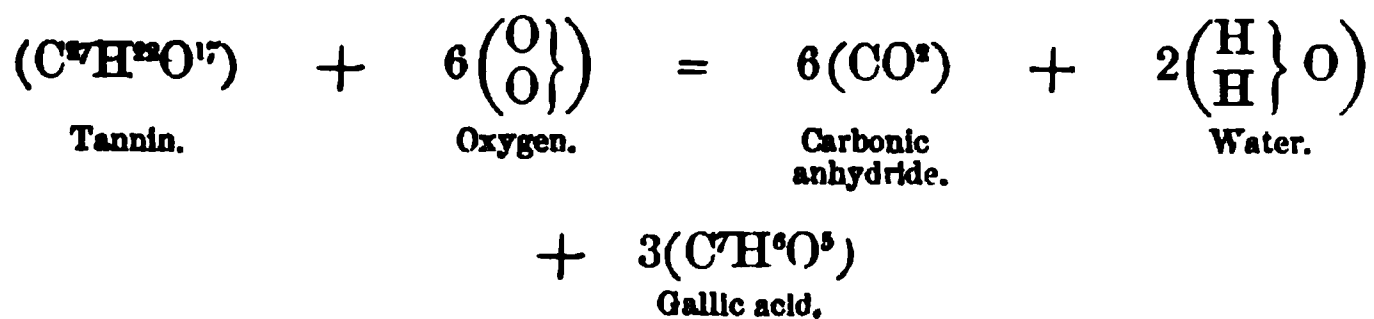 (C²⁷H²²O¹⁷) + 6(O O}) = 6(CO²) + 2(H H} O)
Tannin. Oxygen. Carbonic anhydride. Water.
+ 3(C⁷H⁶O⁵)
Gallic acid.